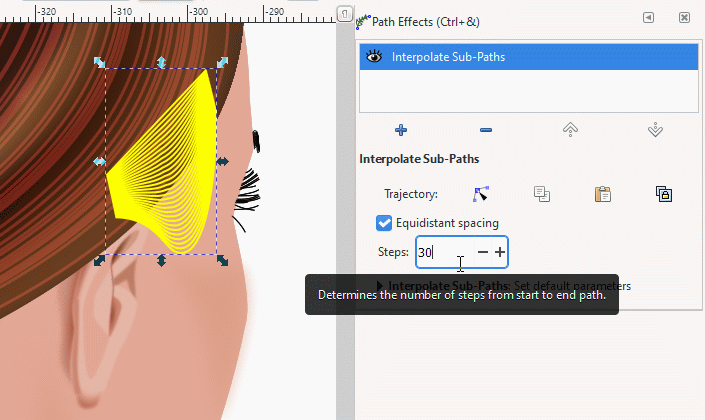 -320 -310 -300 -290
Path Effects (Ctrl+&)
Interpolate Sub-Paths
Interpolate Sub-Paths
Trajectory:
Equidistant spacing
Steps: 30
Interpolate Sub-Paths: Set default parameters
Determines the number of steps from start to end path.